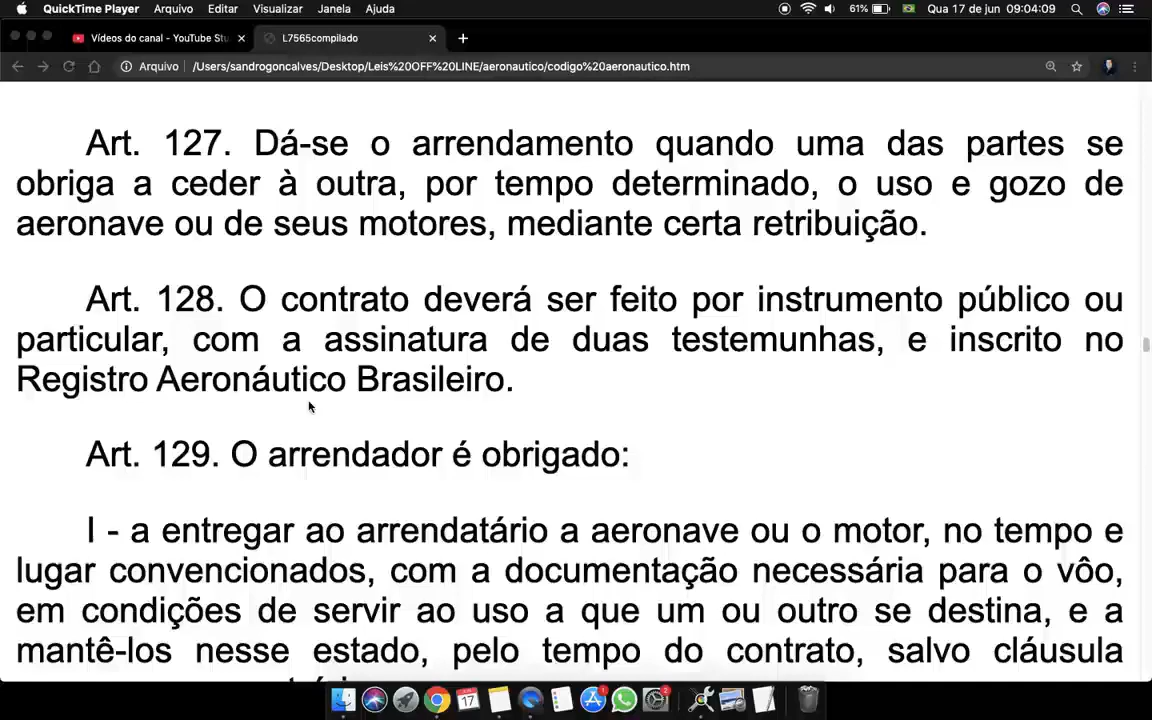 QuickTime Player Arquivo Editar Visualizar Janela Ajuda 61% Qua 17 de jun 09:04:09
Vídeos do canal - YouTube Stu L7565compilado
Arquivo /Users/sandrogoncalves/Desktop/Leis%20OFF%20LINE/aeronautico/codigo%20aeronautico.htm
Art. 127. Dá-se o arrendamento quando uma das partes se
obriga a ceder à outra, por tempo determinado, o uso e gozo de
aeronave ou de seus motores, mediante certa retribuição.
Art. 128. O contrato deverá ser feito por instrumento público ou
particular, com a assinatura de duas testemunhas, e inscrito no
Registro Aeronáutico Brasileiro.
Art. 129. O arrendador é obrigado:
I - a entregar ao arrendatário a aeronave ou o motor, no tempo e
lugar convencionados, com a documentação necessária para o vôo,
em condições de servir ao uso a que um ou outro se destina, e a
mantê-los nesse estado, pelo tempo do contrato, salvo cláusula
17